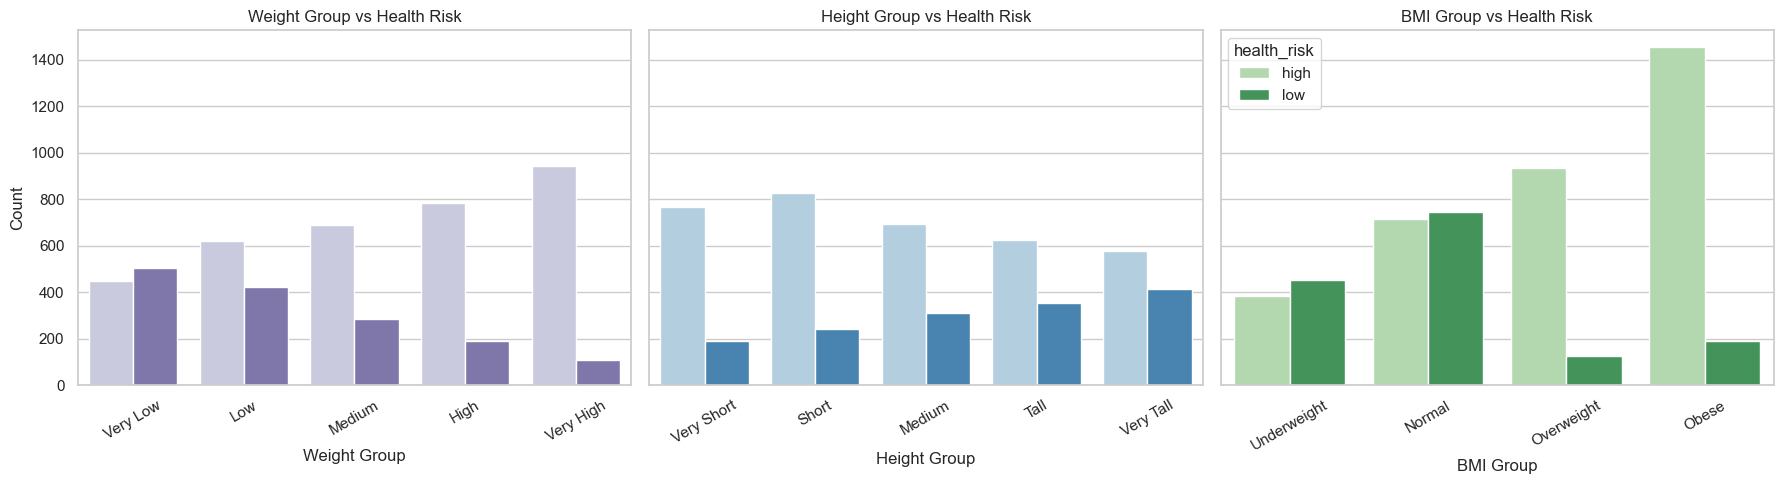 Weight Group vs Health Risk
Count
1400
1200
1000
800
600
400
200
0
Very Low
Low
Medium
High
Very High
Weight Group
Height Group vs Health Risk
Very Short
Short
Medium
Tall
Very Tall
Height Group
BMI Group vs Health Risk
health_risk
high
low
Underweight
Normal
Overweight
Obese
BMI Group